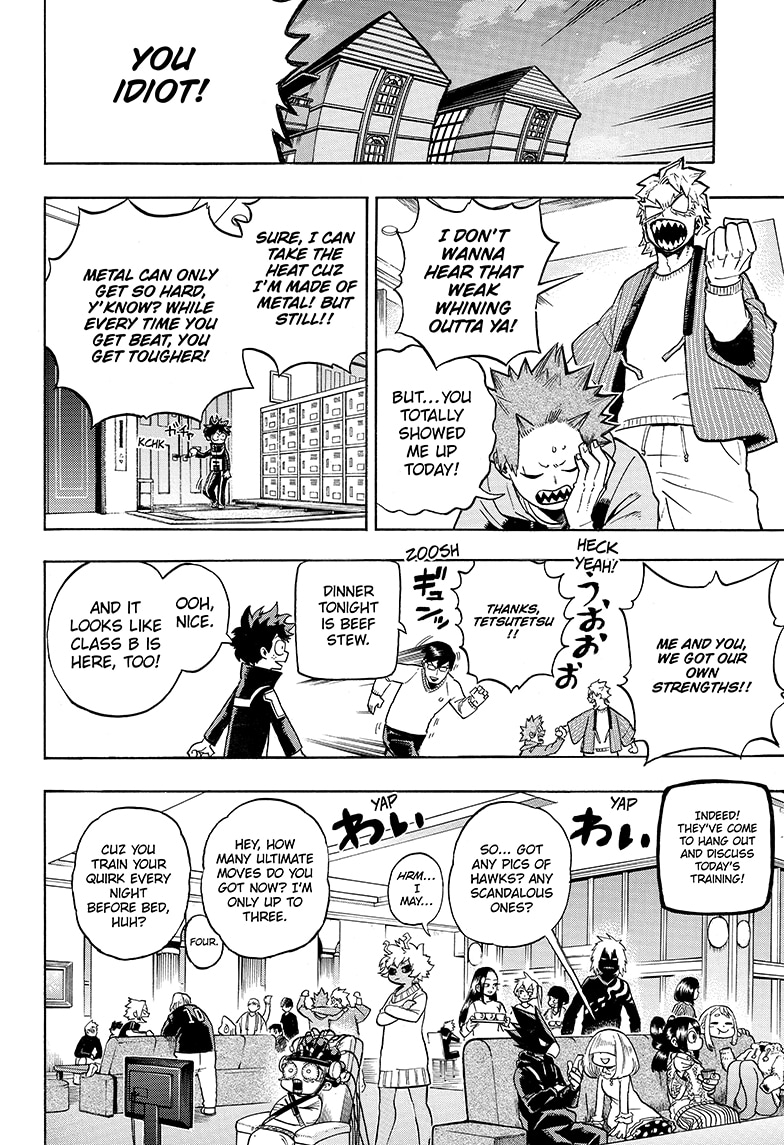 YOU
IDIOT!
I DON'T
WANNA
HEAR THAT
WEAK
WHINING
OUTTA YA!
BUT...YOU
TOTALLY
SHOWED
ME UP
TODAY!
SURE, I CAN
TAKE THE
HEAT CUZ
I'M MADE OF
METAL! BUT
STILL!!
METAL CAN ONLY
GET SO HARD,
Y'KNOW? WHILE
EVERY TIME YOU
GET BEAT, YOU
GET TOUGHER!
KCHK
ガチャ
ME AND YOU,
WE GOT OUR
OWN
STRENGTHS!!
HECK
YEAH!
うおおお
THANKS,
TETSUTETSU
!!
ZOOSH
ギュンッ
DINNER
TONIGHT
IS BEEF
STEW.
OOH,
NICE.
AND IT
LOOKS LIKE
CLASS B IS
HERE, TOO!
INDEED!
THEY'VE COME
TO HANG OUT
AND DISCUSS
TODAY'S
TRAINING!
YAP
わい
SO... GOT
ANY PICS OF
HAWKS? ANY
SCANDALOUS
ONES?
HRM...
I
MAY...
YAP
わい
HEY, HOW
MANY ULTIMATE
MOVES DO YOU
GOT NOW? I'M
ONLY UP TO
THREE.
FOUR.
CUZ YOU
TRAIN YOUR
QUIRK EVERY
NIGHT
BEFORE BED,
HUH?
10